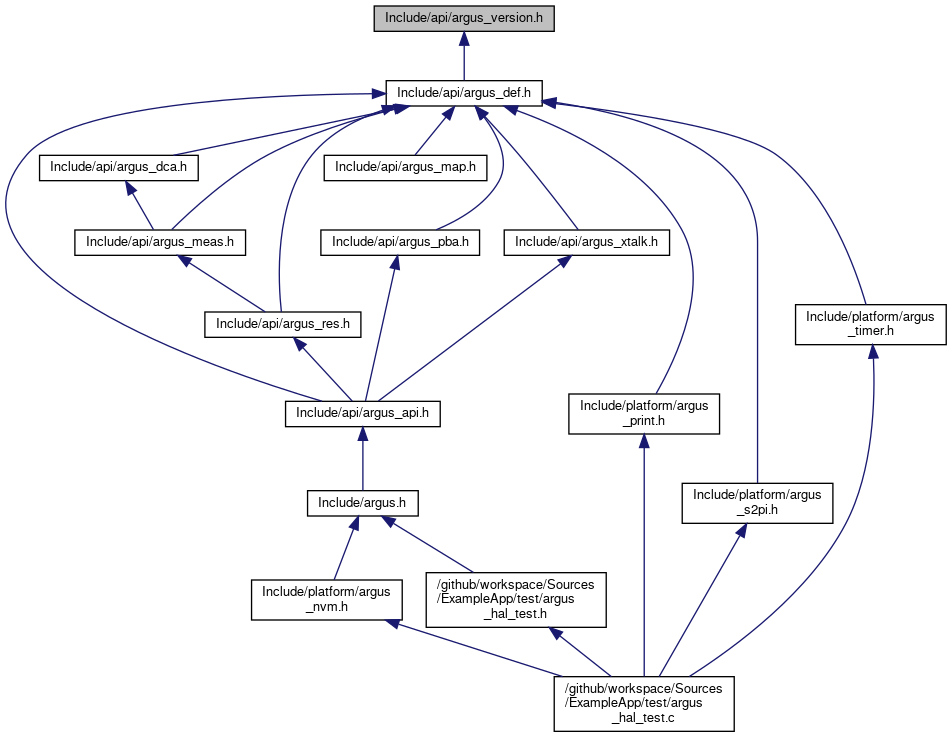 Include/api/argus_version.h
Include/api/argus_def.h
Include/api/argus_dca.h
Include/api/argus_map.h
Include/api/argus_meas.h
Include/api/argus_pba.h
Include/api/argus_xtalk.h
Include/api/argus_res.h
Include/platform/argus
_timer.h
Include/api/argus_api.h
Include/platform/argus
_print.h
Include/argus.h
Include/platform/argus
_s2pi.h
Include/platform/argus
_nvm.h
/github/workspace/Sources
/ExampleApp/test/argus
_hal_test.h
/github/workspace/Sources
/ExampleApp/test/argus
_hal_test.c